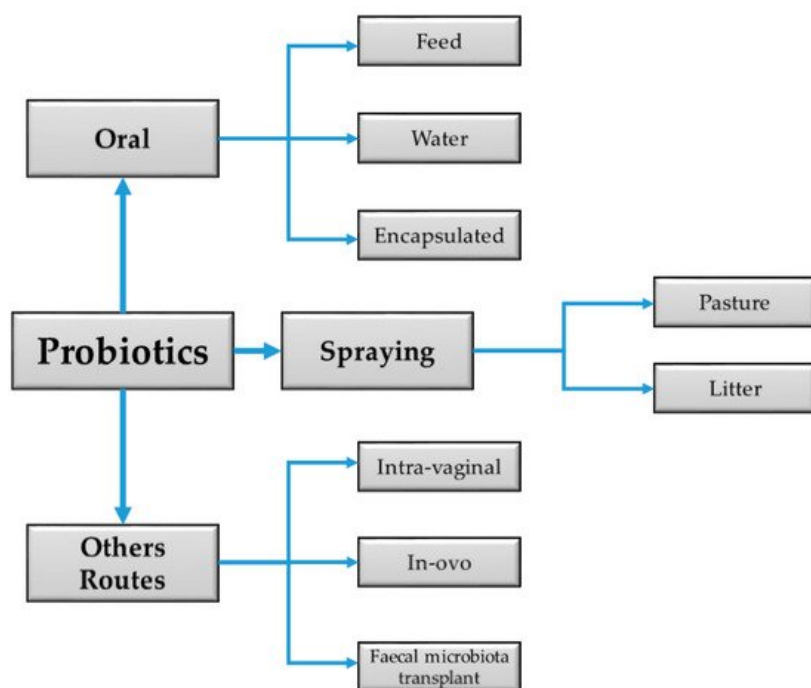 Feed
Oral
Water
Encapsulated
Pasture
Probiotics
Spraying
Litter
Intra-vaginal
Others
Routes
In-ovo
Faecal microbiota
transplant